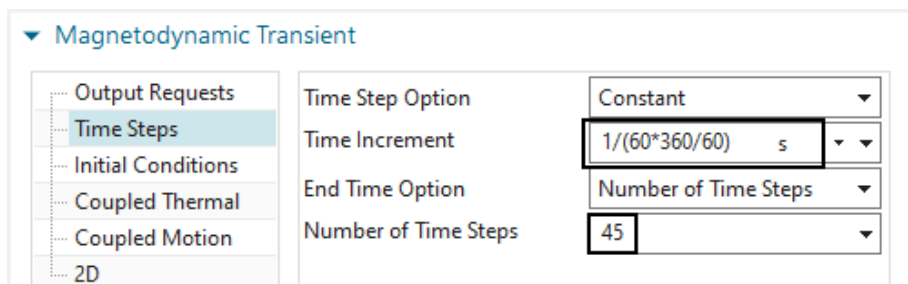 Magnetodynamic Transient
Output Requests
Time Steps
Initial Conditions
Coupled Thermal
Coupled Motion
2D
Time Step Option Constant
Time Increment 1/(60*360/60) s
End Time Option Number of Time Steps
Number of Time Steps 45